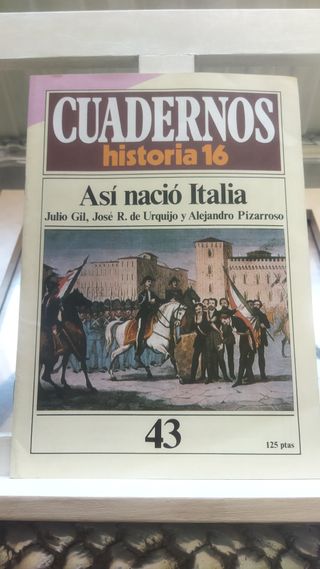 CUADERNOS
historia 16
Así nació Italia
Julio Gil, José R. de Urquijo y Alejandro Pizarroso
43
125 ptas